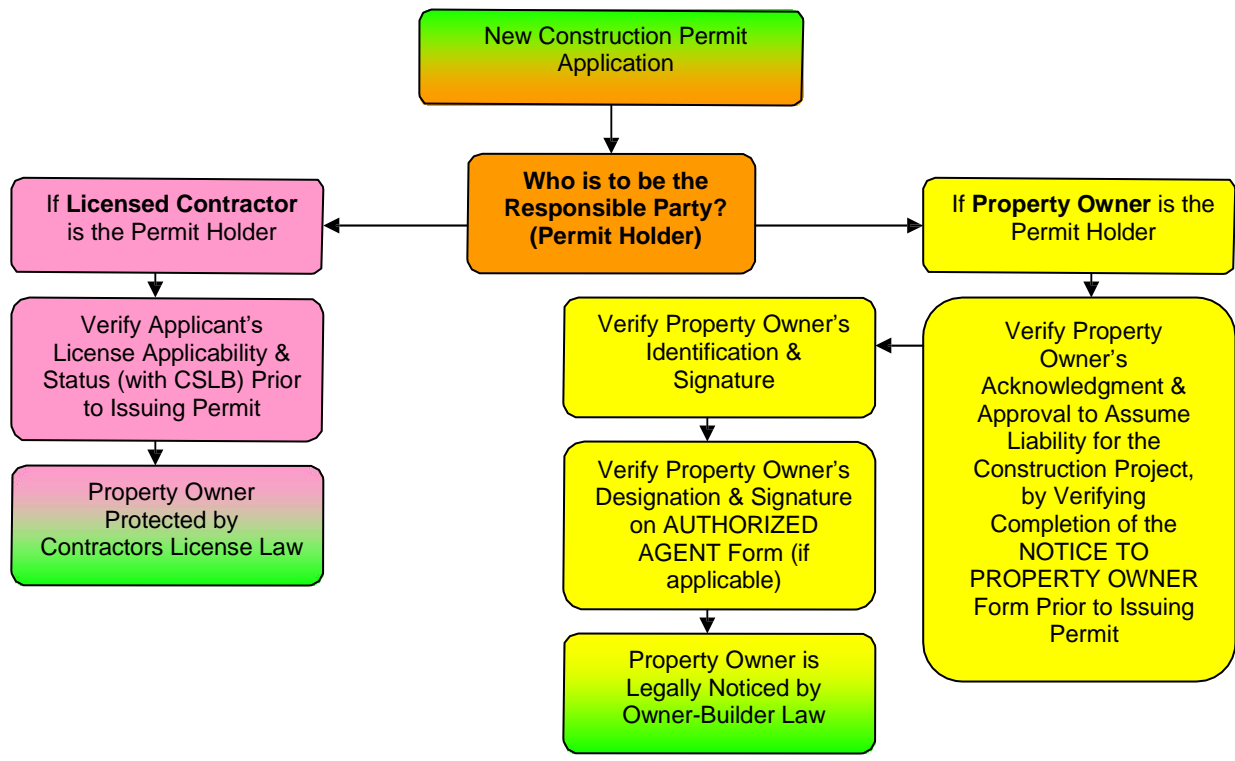 New Construction Permit
Application
Who is to be the
Responsible Party?
(Permit Holder)
If Licensed Contractor
is the Permit Holder
If Property Owner is the
Permit Holder
Verify Applicant’s
License Applicability &
Status (with CSLB) Prior
to Issuing Permit
Property Owner
Protected by
Contractors License Law
Verify Property
Owner’s
Acknowledgment &
Approval to Assume
Liability for the
Construction Project,
by Verifying
Completion of the
NOTICE TO
PROPERTY OWNER
Form Prior to Issuing
Permit
Verify Property Owner’s
Identification &
Signature
Verify Property Owner’s
Designation & Signature
on AUTHORIZED
AGENT Form (if
applicable)
Property Owner is
Legally Noticed by
Owner-Builder Law